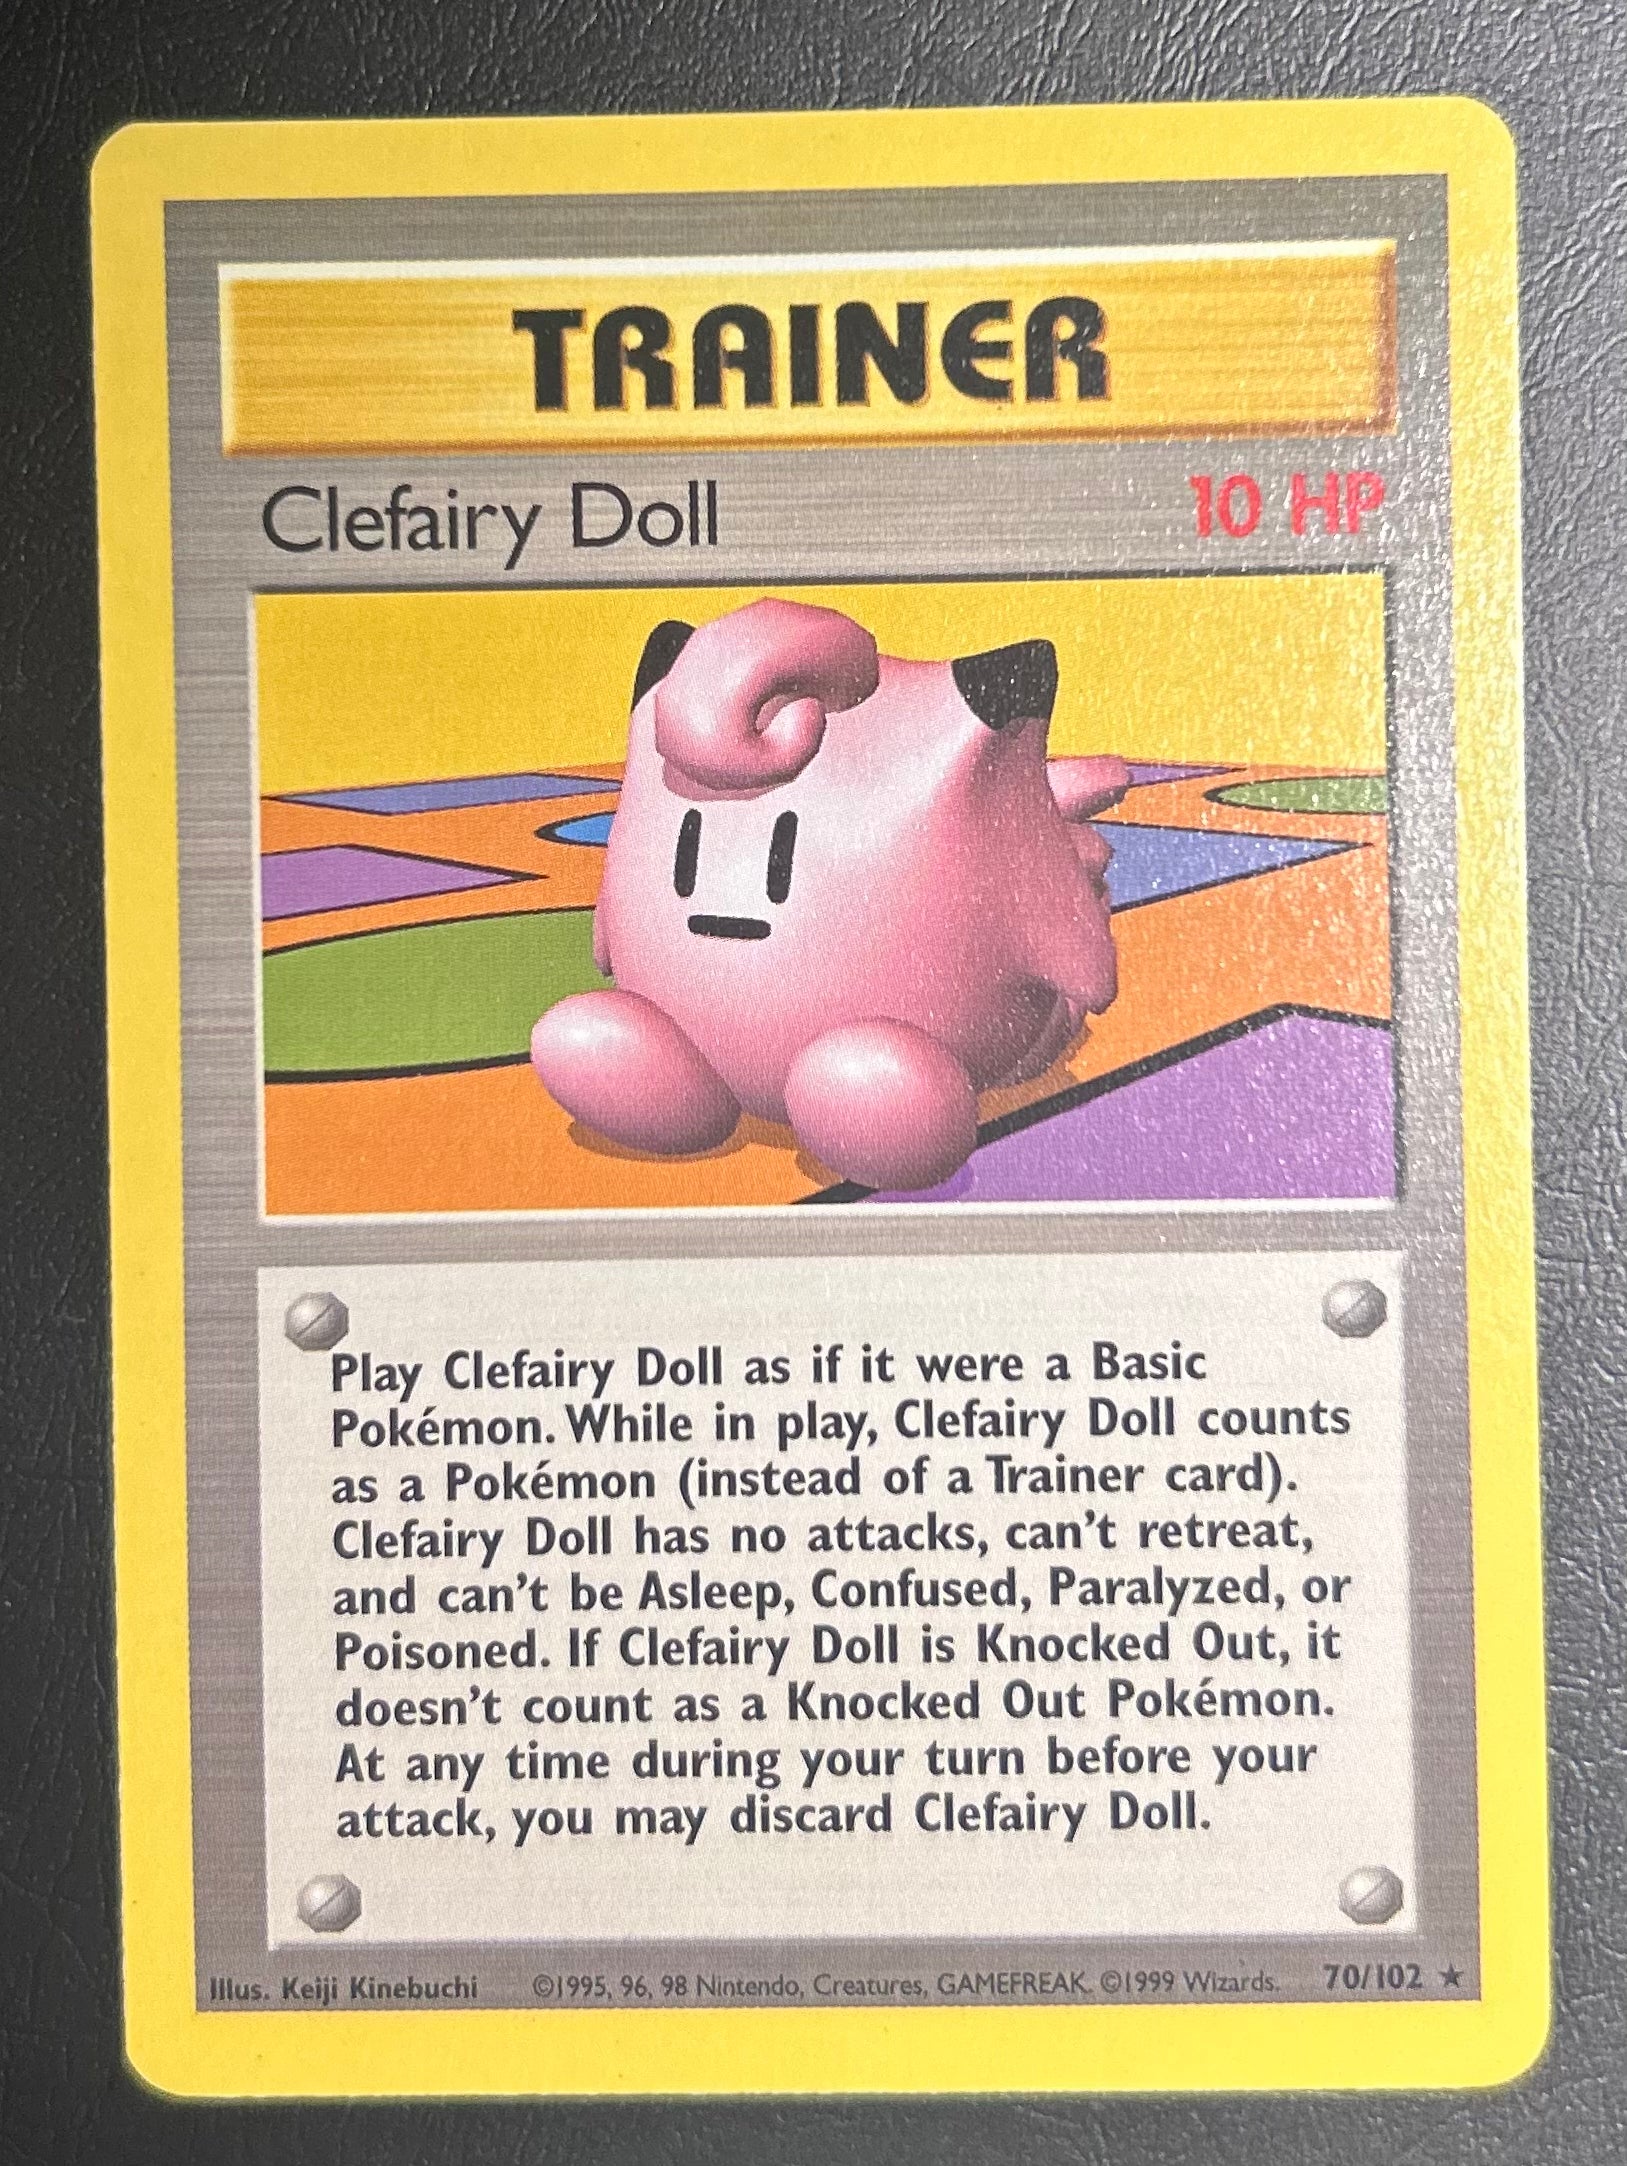 TRAINER
Clefairy Doll 10 HP
Play Clefairy Doll as if it were a Basic
Pokémon. While in play, Clefairy Doll counts
as a Pokémon (instead of a Trainer card).
Clefairy Doll has no attacks, can't retreat,
and can't be Asleep, Confused, Paralyzed, or
Poisoned. If Clefairy Doll is Knocked Out, it
doesn't count as a Knocked Out Pokémon.
At any time during your turn before your
attack, you may discard Clefairy Doll.
Illus. Keiji Kinebuchi ©1995, 96, 98 Nintendo, Creatures, GAMEFREAK. ©1999 Wizards. 70/102 ★